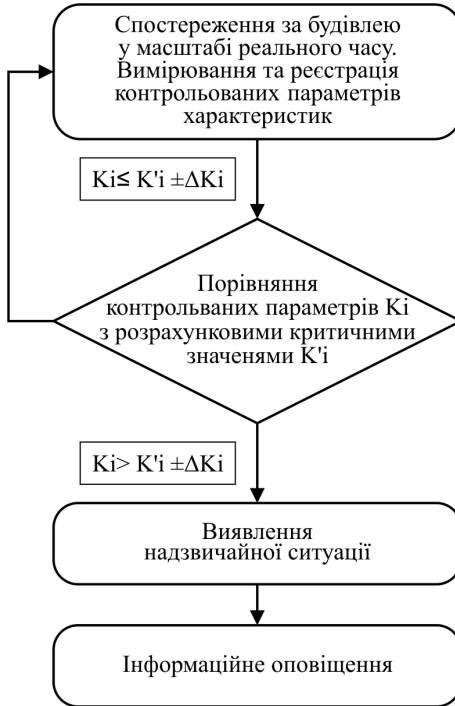 Спостереження за будівлею
у масштабі реального часу.
Вимірювання та реєстрація
контрольованих параметрів
характеристик
Ki≤ K'i ±ΔKi
Порівняння
контрольваних параметрів Ki
з розрахунковими критичними
значенями K'i
Ki> K'i ±ΔKi
Виявлення
надзвичайної ситуації
Інформаційне оповіщення